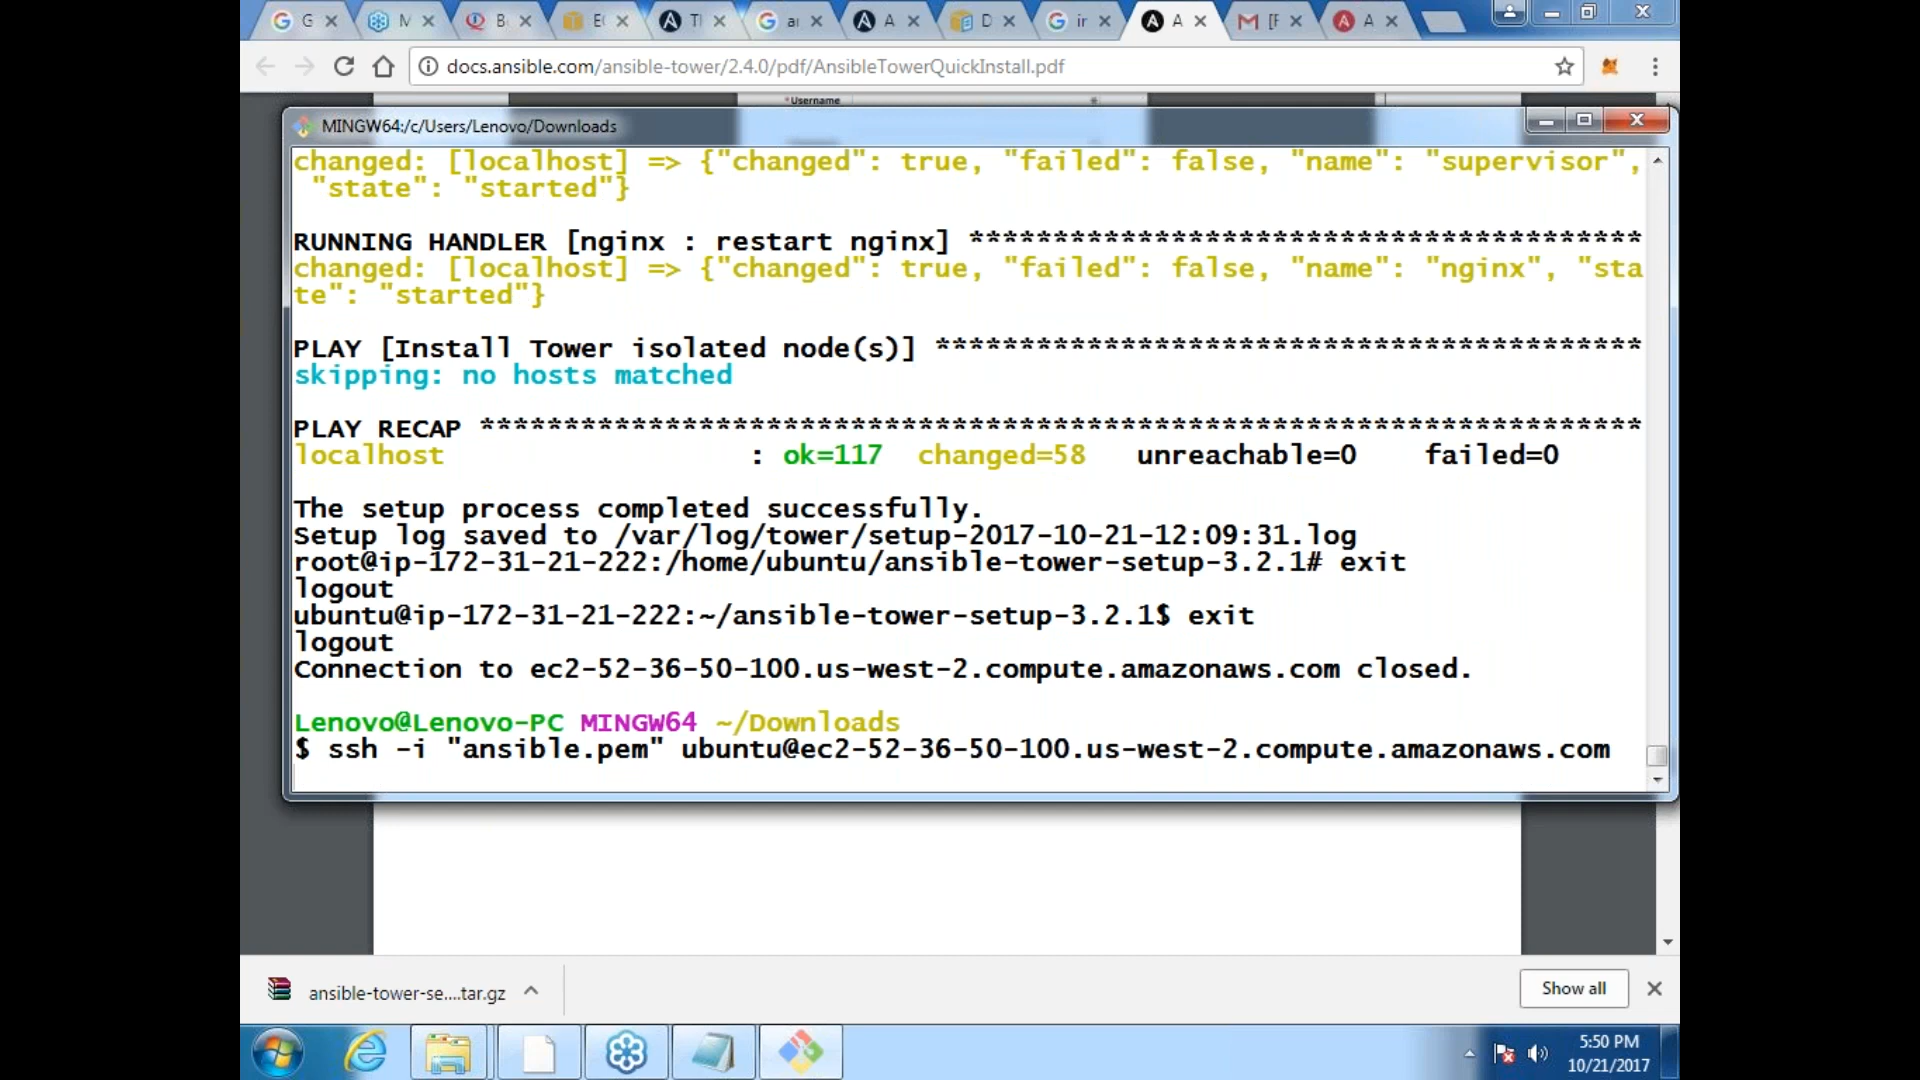 G
M
B
E
T
a
A
D
ir
A
[F
A
docs.ansible.com/ansible-tower/2.4.0/pdf/AnsibleTowerQuickInstall.pdf
*Username
MINGW64:/c/Users/Lenovo/Downloads
changed: [localhost] => {"changed": true, "failed": false, "name": "supervisor",
"state": "started"}
RUNNING HANDLER [nginx : restart nginx] ****************************************
changed: [localhost] => {"changed": true, "failed": false, "name": "nginx", "sta
te": "started"}
PLAY [Install Tower isolated node(s)] ******************************************
skipping: no hosts matched
PLAY RECAP *********************************************************************
localhost : ok=117 changed=58 unreachable=0 failed=0
The setup process completed successfully.
Setup log saved to /var/log/tower/setup-2017-10-21-12:09:31.log
root@ip-172-31-21-222:/home/ubuntu/ansible-tower-setup-3.2.1# exit
logout
ubuntu@ip-172-31-21-222:~/ansible-tower-setup-3.2.1$ exit
logout
Connection to ec2-52-36-50-100.us-west-2.compute.amazonaws.com closed.
Lenovo@Lenovo-PC MINGW64 ~/Downloads
$ ssh -i "ansible.pem" ubuntu@ec2-52-36-50-100.us-west-2.compute.amazonaws.com
ansible-tower-se....tar.gz
Show all
5:50 PM
10/21/2017